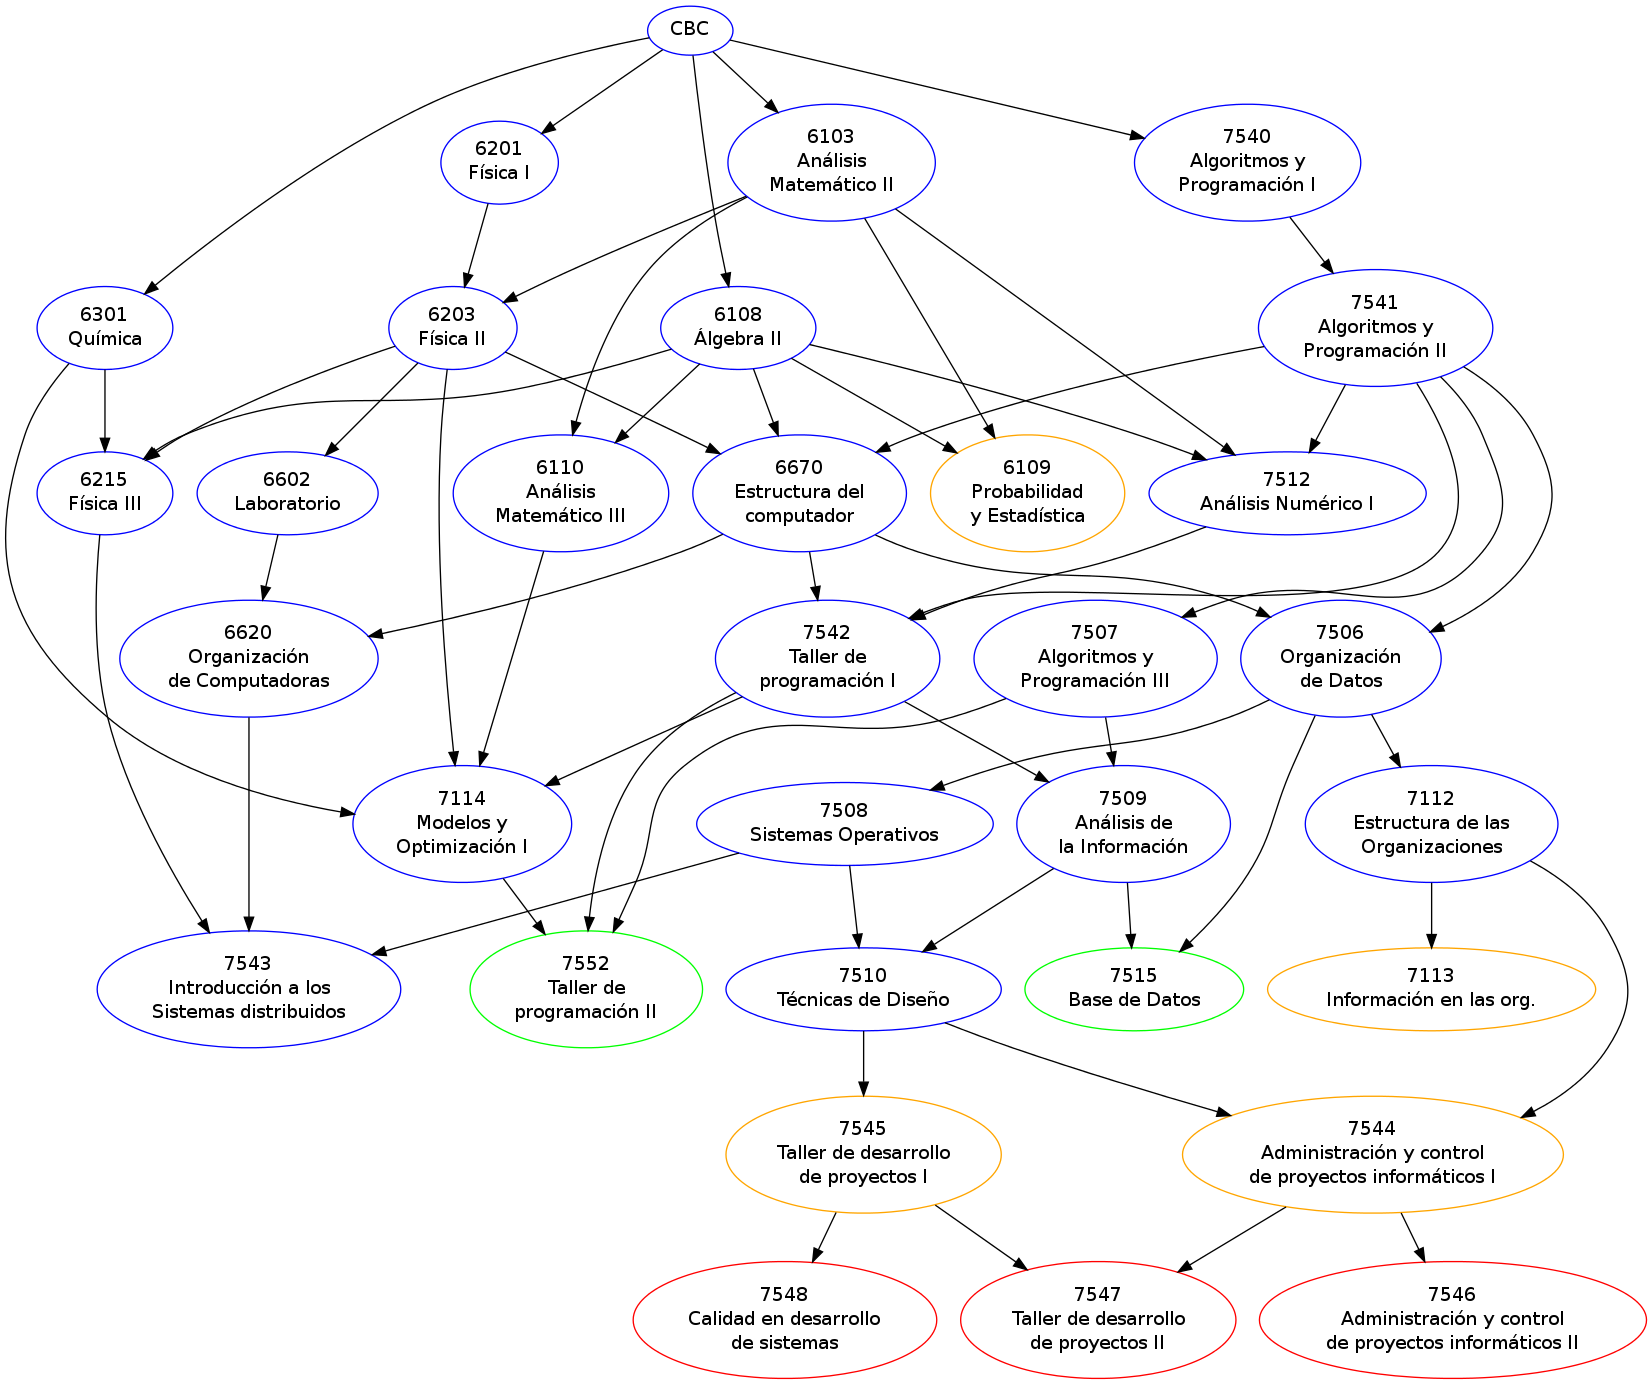 CBC
6201
Física I
6103
Análisis
Matemático II
7540
Algoritmos y
Programación I
6301
Química
6203
Física II
6108
Álgebra II
7541
Algoritmos y
Programación II
6215
Física III
6602
Laboratorio
6110
Análisis
Matemático III
6670
Estructura del
computador
6109
Probabilidad
y Estadística
7512
Análisis Numérico I
6620
Organización
de Computadoras
7542
Taller de
programación I
7507
Algoritmos y
Programación III
7506
Organización
de Datos
7114
Modelos y
Optimización I
7508
Sistemas Operativos
7509
Análisis de
la Información
7112
Estructura de las
Organizaciones
7543
Introducción a los
Sistemas distribuidos
7552
Taller de
programación II
7510
Técnicas de Diseño
7515
Base de Datos
7113
Información en las org.
7545
Taller de desarrollo
de proyectos I
7544
Administración y control
de proyectos informáticos I
7548
Calidad en desarrollo
de sistemas
7547
Taller de desarrollo
de proyectos II
7546
Administración y control
de proyectos informáticos II